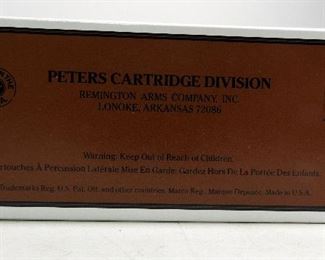 PETERS CARTRIDGE DIVISION
REMINGTON ARMS COMPANY, INC.
LONOKE, ARKANSAS 72086
Warning: Keep Out of Reach of Children.
artouches À Percussion Latérale Mise En Garde: Gardez Hors De La Portée Des Enfants
Trademarks Reg. U.S. Pat. Off. and other countries. Marca Reg., Marque Deposée. Made in U.S.A.